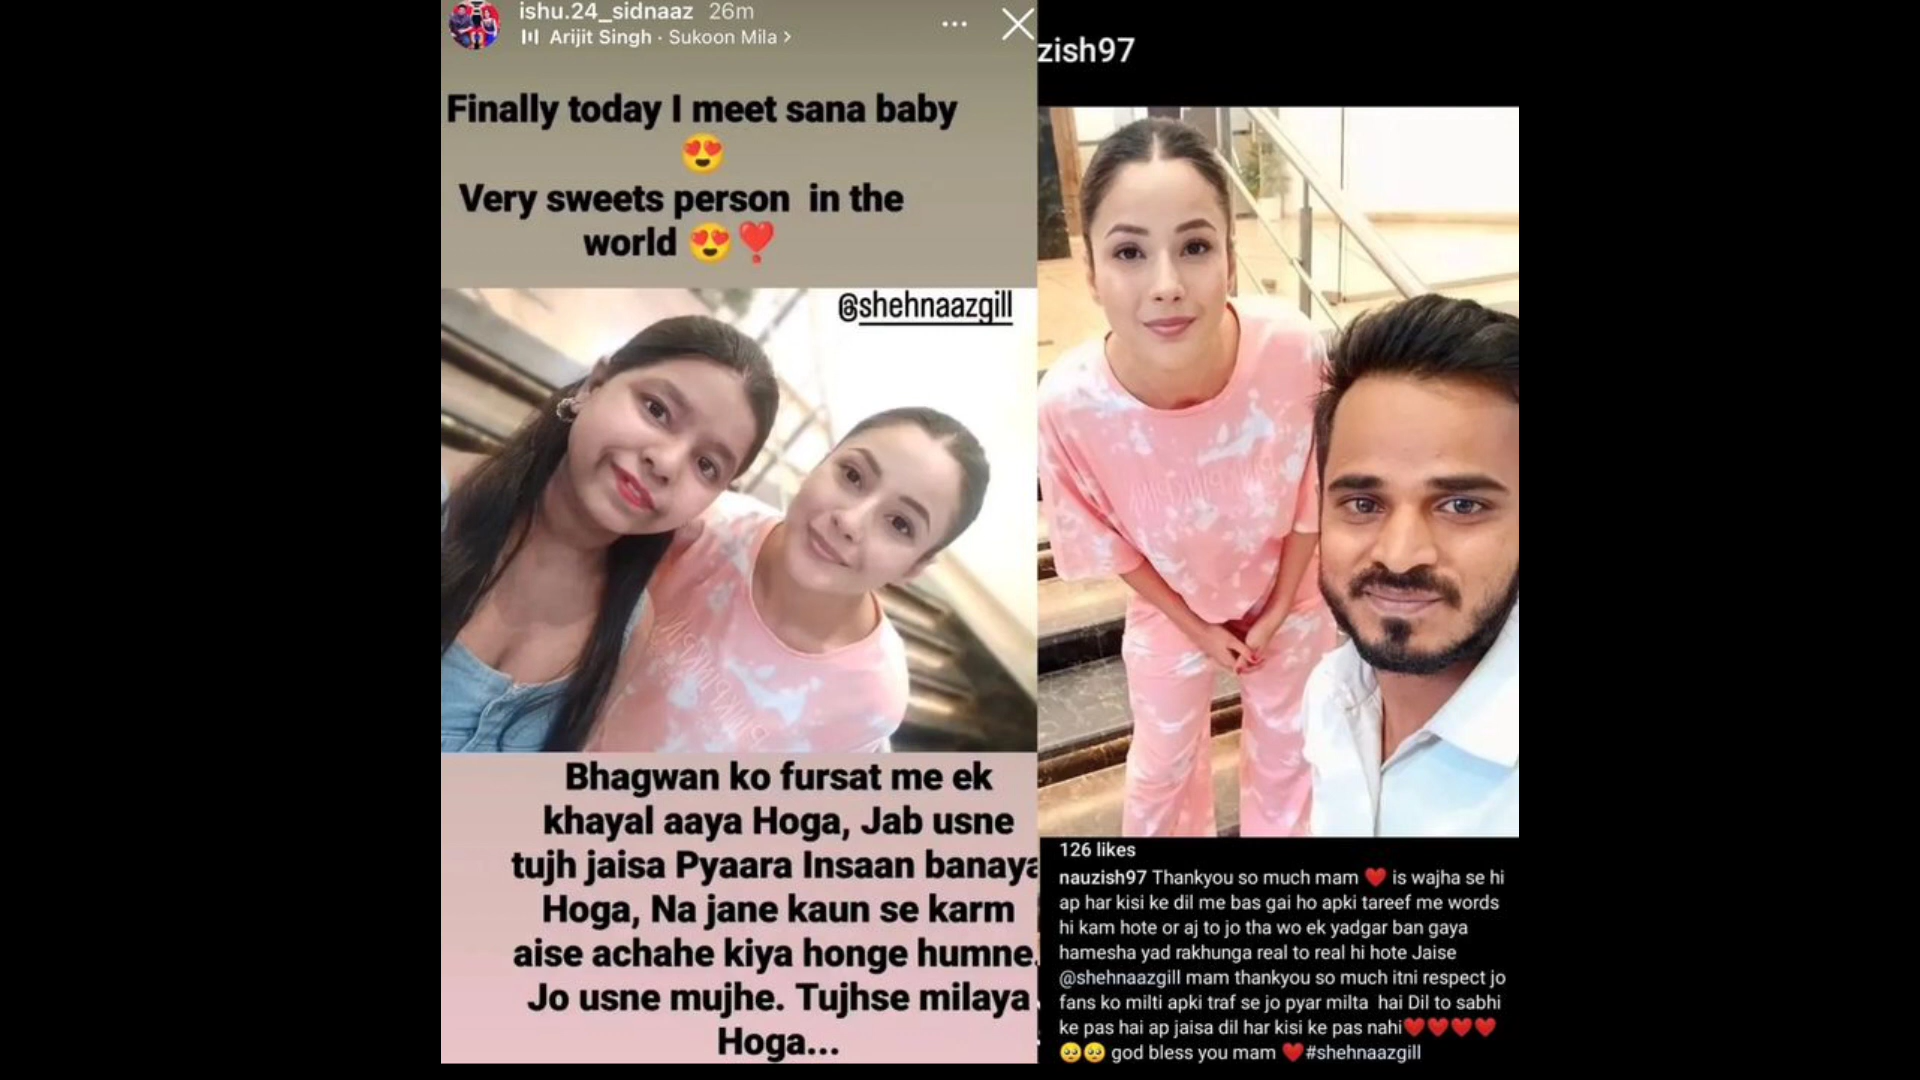 ishu.24_sidnaaz 26m
Arijit Singh · Sukoon Mila >
Finally today I meet sana baby
😍
Very sweets person in the
world 😍❣️
@shehnaazgill
Bhagwan ko fursat me ek
khayal aaya Hoga, Jab usne
tujh jaisa Pyaara Insaan banaya
Hoga, Na jane kaun se karm
aise achahe kiya honge humne.
Jo usne mujhe. Tujhse milaya
Hoga...
zish97
126 likes
nauzish97 Thankyou so much mam ❤️ is wajha se hi
ap har kisi ke dil me bas gai ho apki tareef me words
hi kam hote or aj to jo tha wo ek yadgar ban gaya
hamesha yad rakhunga real to real hi hote Jaise
@shehnaazgill mam thankyou so much itni respect jo
fans ko milti apki traf se jo pyar milta hai Dil to sabhi
ke pas hai ap jaisa dil har kisi ke pas nahi❤️❤️❤️❤️
🥺🥺 god bless you mam ❤️#shehnaazgill